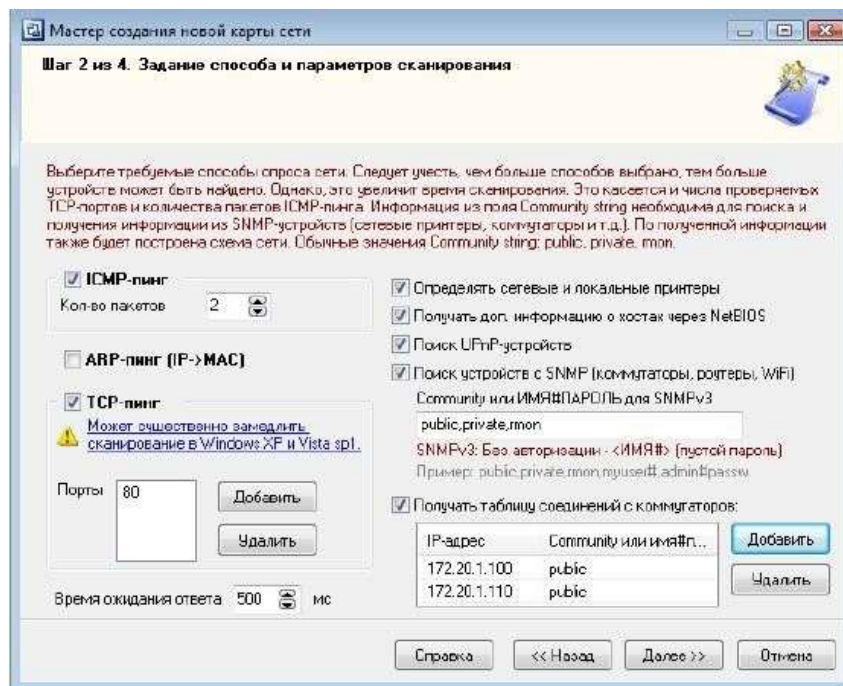 Мастер создания новой карты сети
Шаг 2 из 4. Задание способа и параметров сканирования
Выберите требуемые способы опроса сети. Следует учесть, чем больше способов выбрано, тем больше
устройств может быть найдено. Однако, это увеличит время сканирования. Это касается и числа проверяемых
TCP-портов и количества пакетов ICMP-пинга. Информация из поля Community string необходима для поиска и
получения информации из SNMP-устройств (сетевые принтеры, коммутаторы и т.д.). По полученной информации
также будет построена схема сети. Обычные значения Community string: public, private, rmon.
ICMP-пинг
Кол-во пакетов 2
ARP-пинг (IP->MAC)
TCP-пинг
Может существенно замедлить
сканирование в Windows XP и Vista sp1.
Порты 80
Добавить
Удалить
Время ожидания ответа 500 мс
Определять сетевые и локальные принтеры
Получать доп. информацию о хостах через NetBIOS
Поиск UPnP-устройств
Поиск устройств с SNMP (коммутаторы, роутеры, WiFi)
Community или ИМЯ#ПАРОЛЬ для SNMPv3
public,private,rmon
SNMPv3: Без авторизации - <ИМЯ#> (пустой пароль)
Пример: public,private,rmon,myuser#,admin#passw
Получать таблицу соединений с коммутаторов:
IP-адрес Community или имя#п...
172.20.1.100 public
172.20.1.110 public
Добавить
Удалить
Справка << Назад Далее >> Отмена